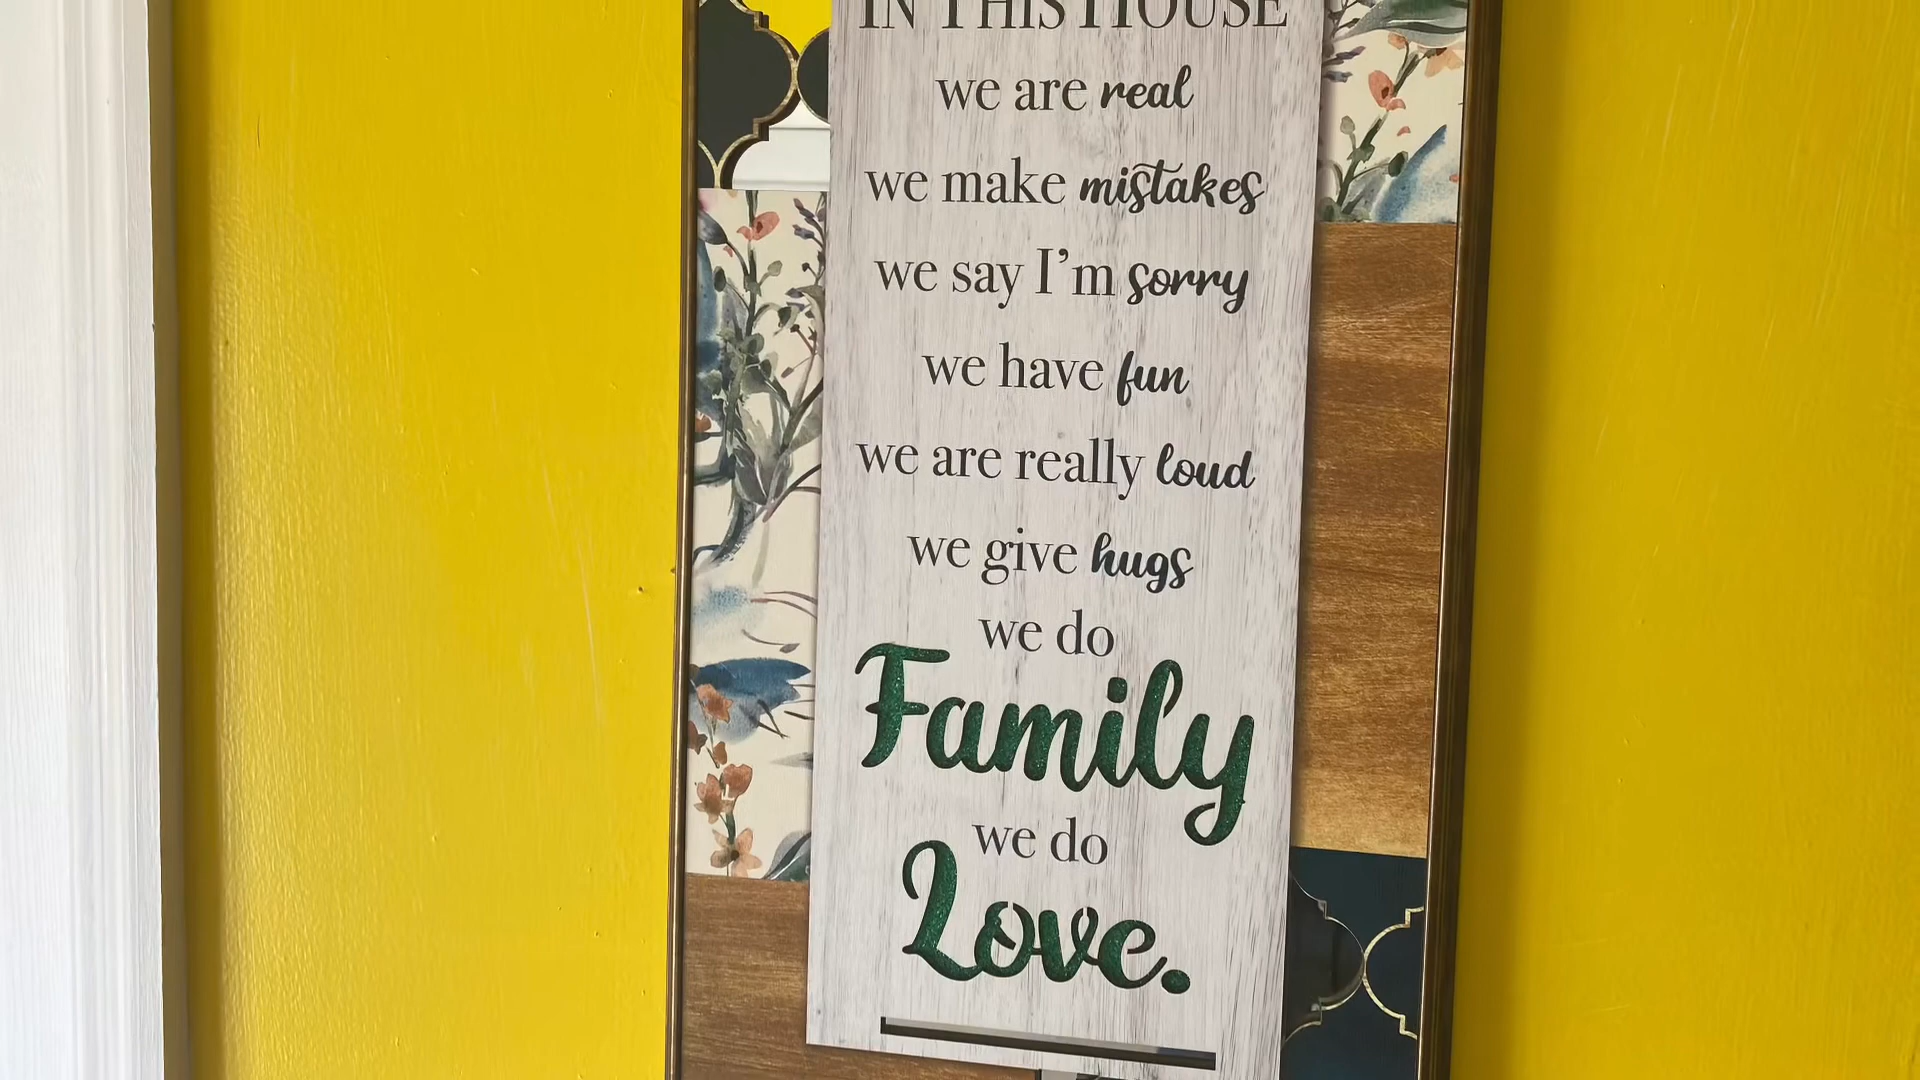 IN THIS HOUSE
we are real
we make mistakes
we say I'm sorry
we have fun
we are really loud
we give hugs
we do
Family
we do
Love.